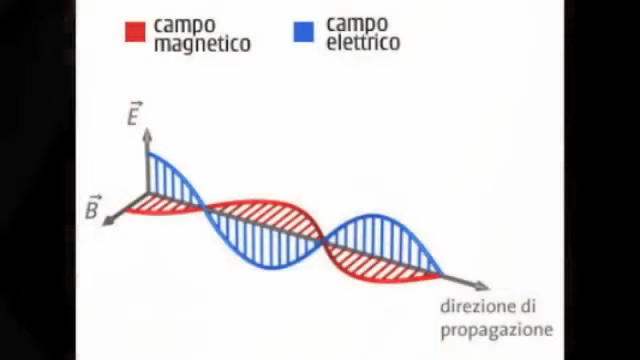 campo
magnetico
campo
elettrico
E
B
direzione di
propagazione